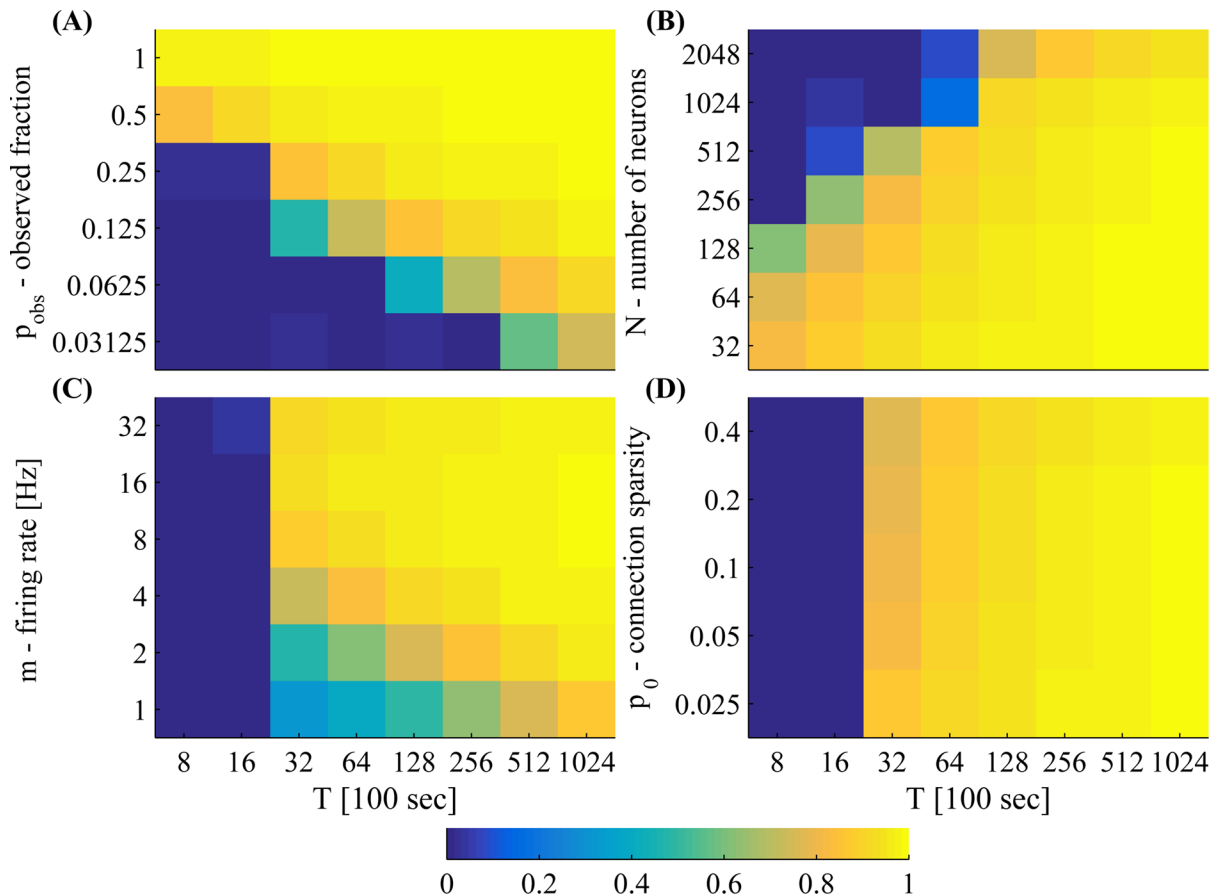 (A)
p_obs - observed fraction
1
0.5
0.25
0.125
0.0625
0.03125
(B)
N - number of neurons
2048
1024
512
256
128
64
32
(C)
m - firing rate [Hz]
32
16
8
4
2
1
8 16 32 64 128 256 512 1024
T [100 sec]
(D)
p_0 - connection sparsity
0.4
0.2
0.1
0.05
0.025
8 16 32 64 128 256 512 1024
T [100 sec]
0 0.2 0.4 0.6 0.8 1